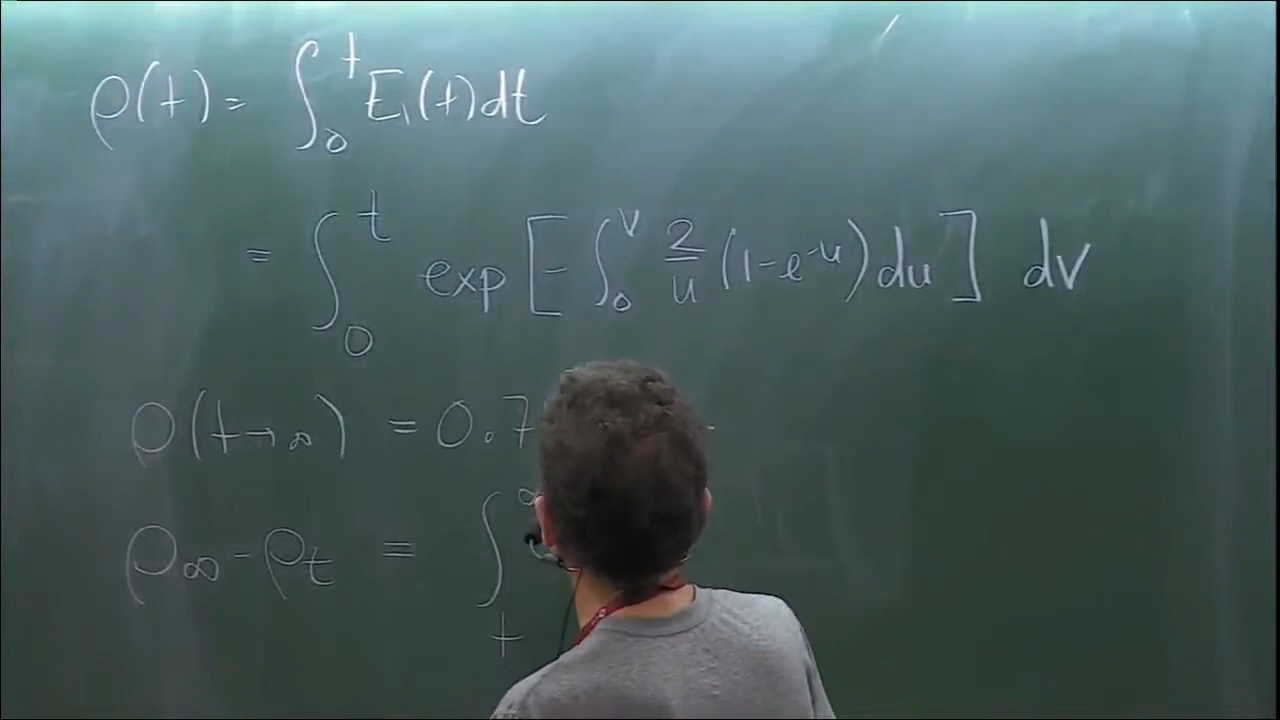 ρ(t) = ∫₀ᵗ E₁(t)dt
= ∫₀ᵗ exp[-∫₀ᵛ 2/u (1-e⁻ᵘ)du] dv
ρ(t→∞) = 0.7
ρ∞-ρt = ∫t∞